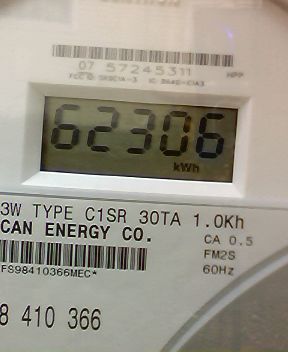 07 57245311
HPP
62306
kWh
3W TYPE C1SR 30TA 1.0Kh
CAN ENERGY CO.
CA 0.5
FM2S
60Hz
FS98410366MEC*
8 410 366